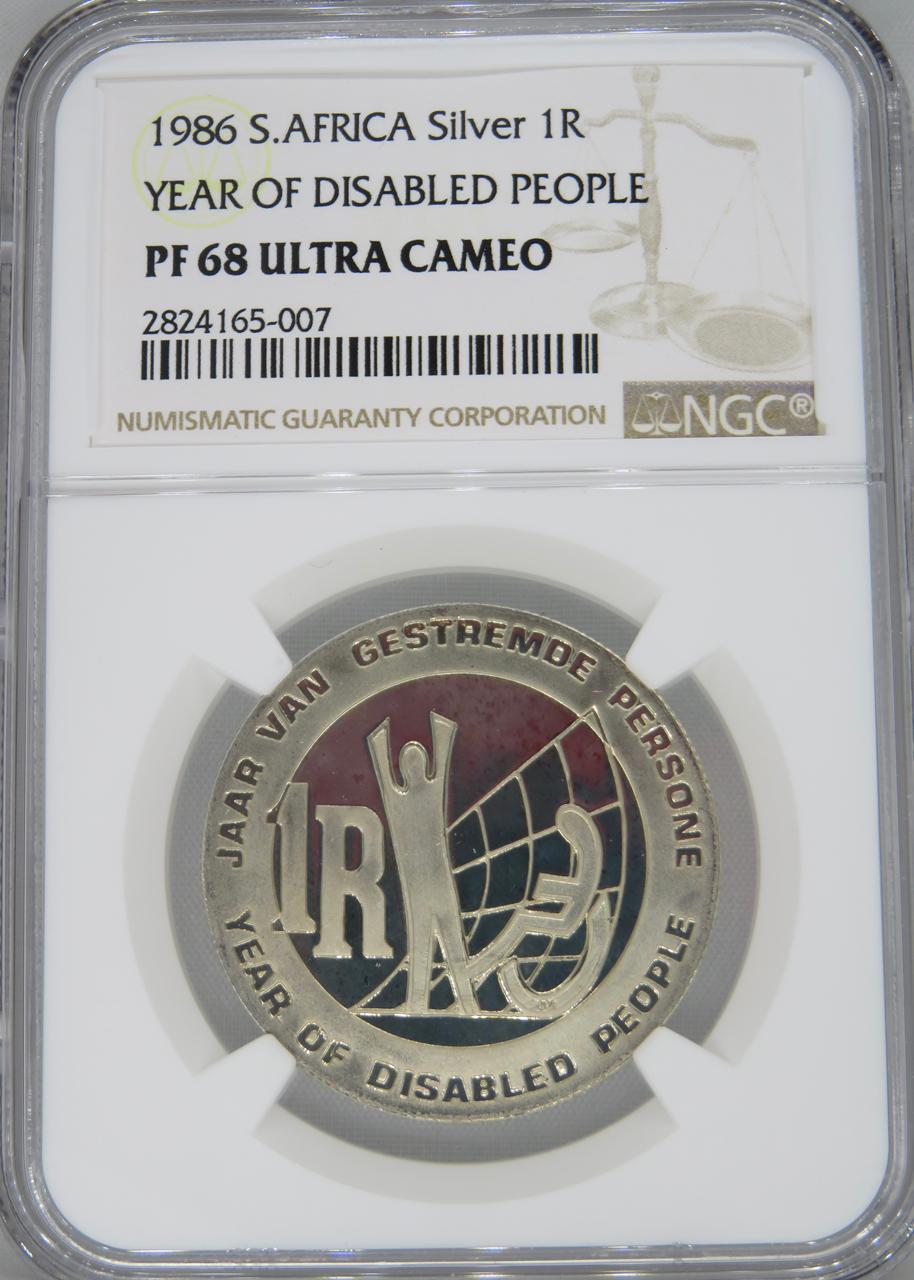 1986 S.AFRICA Silver 1R
YEAR OF DISABLED PEOPLE
PF 68 ULTRA CAMEO
2824165-007
NUMISMATIC GUARANTY CORPORATION
NGC®
JAAR VAN GESTREMDE PERSONE
1R
YEAR OF DISABLED PEOPLE